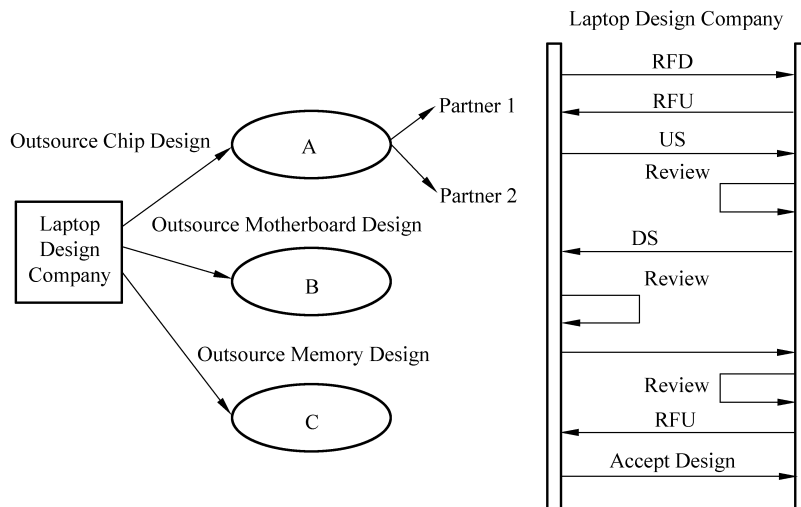 Outsource Chip Design
Laptop
Design
Company
A
Partner 1
Partner 2
Outsource Motherboard Design
B
Outsource Memory Design
C
Laptop Design Company
RFD
RFU
US
Review
DS
Review
Review
RFU
Accept Design